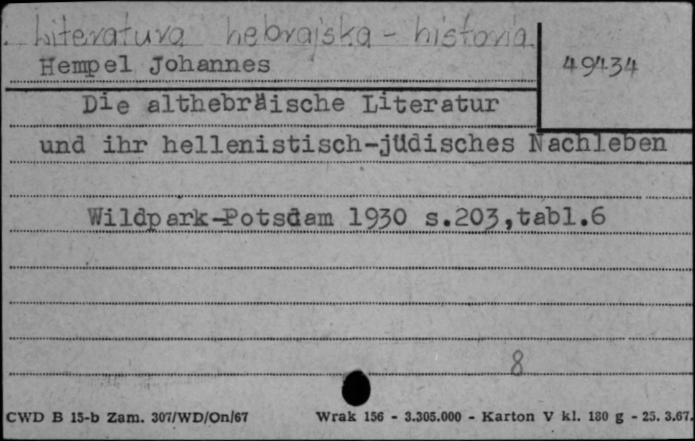 Literatura hebrajska - historia
Hempel Johannes
49434
Die althebräische Literatur
und ihr hellenistisch-jüdisches Nachleben
Wildpark-Potsdam 1930 s.203,tabl.6
8
CWD B 15-b Zam. 307/WD/On/67 Wrak 156 - 3.305.000 - Karton V kl. 180 g - 25. 3.67.